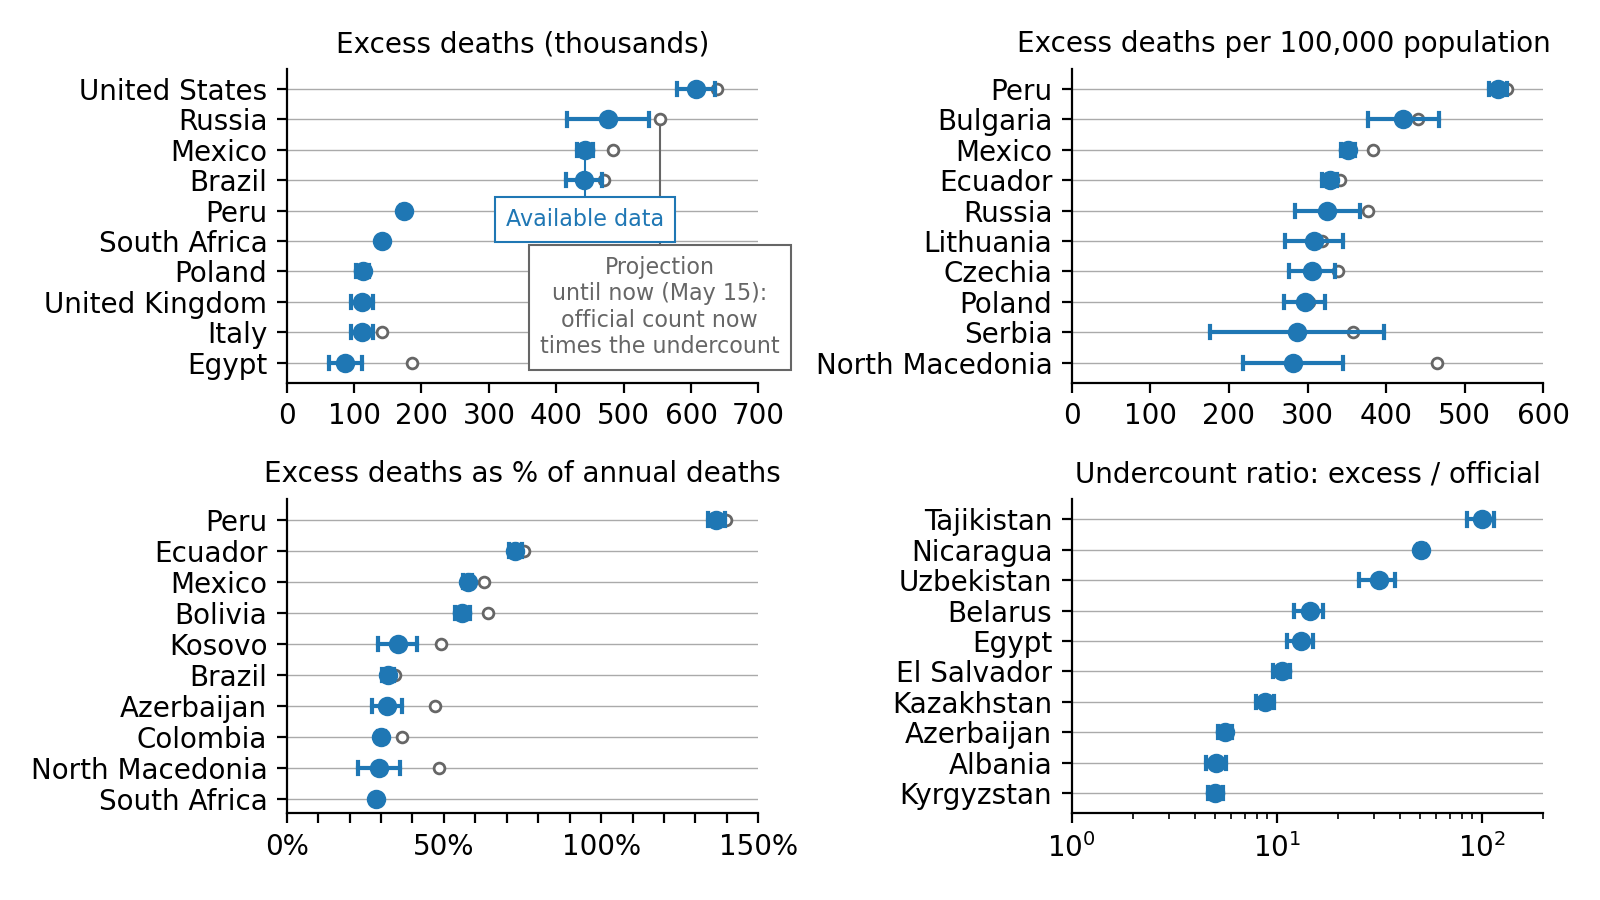 Excess deaths (thousands)
United States
Russia
Mexico
Brazil
Peru
South Africa
Poland
United Kingdom
Italy
Egypt
Available data
Projection
until now (May 15):
official count now
times the undercount
0 100 200 300 400 500 600 700
Excess deaths per 100,000 population
Peru
Bulgaria
Mexico
Ecuador
Russia
Lithuania
Czechia
Poland
Serbia
North Macedonia
0 100 200 300 400 500 600
Excess deaths as % of annual deaths
Peru
Ecuador
Mexico
Bolivia
Kosovo
Brazil
Azerbaijan
Colombia
North Macedonia
South Africa
0% 50% 100% 150%
Undercount ratio: excess / official
Tajikistan
Nicaragua
Uzbekistan
Belarus
Egypt
El Salvador
Kazakhstan
Azerbaijan
Albania
Kyrgyzstan
10⁰ 10¹ 10²